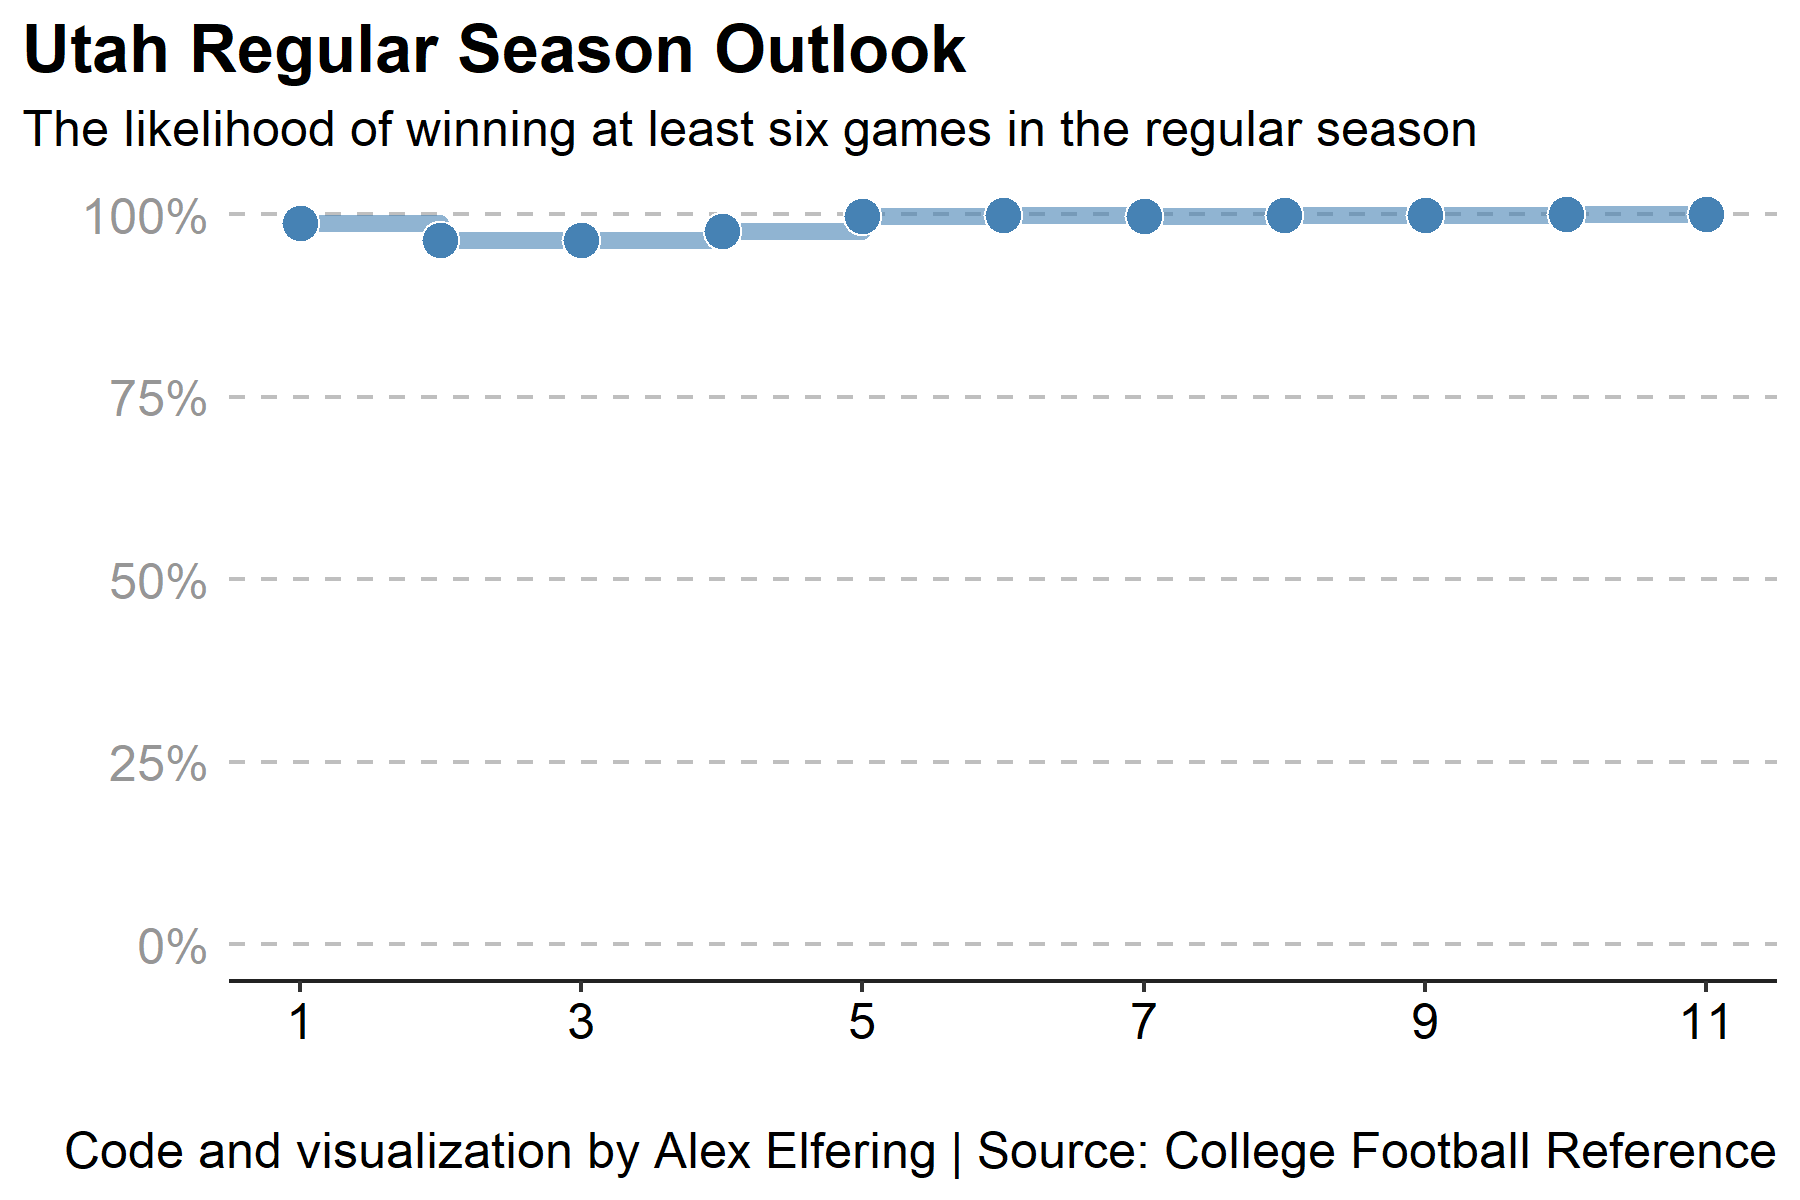 Utah Regular Season Outlook
The likelihood of winning at least six games in the regular season
100%
75%
50%
25%
0%
1 3 5 7 9 11
Code and visualization by Alex Elfering | Source: College Football Reference